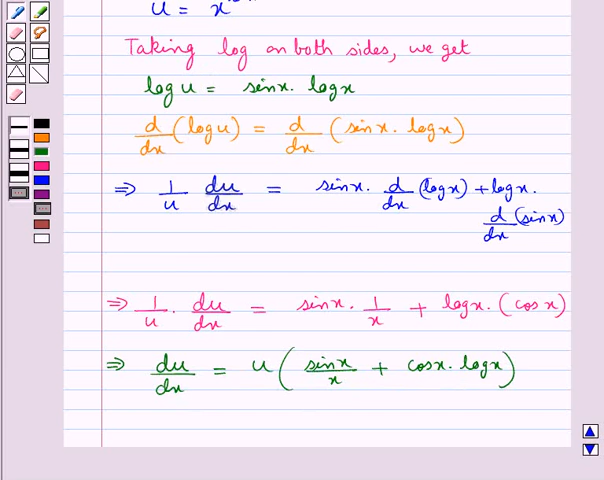 u = x
Taking log on both sides, we get
log u = sinx. logx
d/dx (log u) = d/dx (sinx. logx)
⇒ 1/u du/dx = sinx. d/dx (logx) + logx.
d/dx (sinx)
⇒ 1/u . du/dx = sinx. 1/x + logx. (cos x)
⇒ du/dx = u ( sinx/x + cosx. logx )